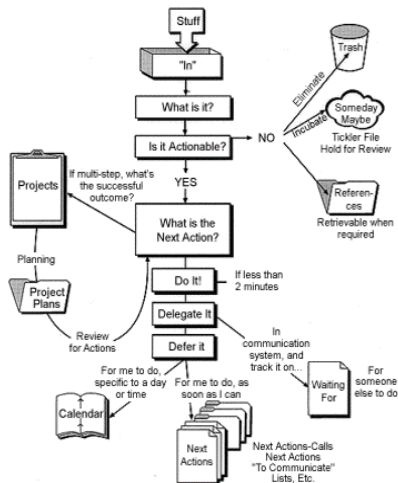 Stuff
"In"
Trash
What is it?
Eliminate
Someday
Maybe
Is it Actionable?
NO
Incubate
Tickler File
Hold for Review
YES
If multi-step, what's
the successful
outcome?
Projects
Referen-
ces
Retrievable when
required
What is the
Next Action?
Planning
Do It!
If less than
2 minutes
Project
Plans
Delegate It
Review
for Actions
Defer it
In
communication
system, and
track it on...
For me to do,
specific to a day
or time
For me to do, as
soon as I can
Waiting
For
For
someone
else to do
Calendar
Next
Actions
Next Actions-Calls
Next Actions
"To Communicate"
Lists, Etc.